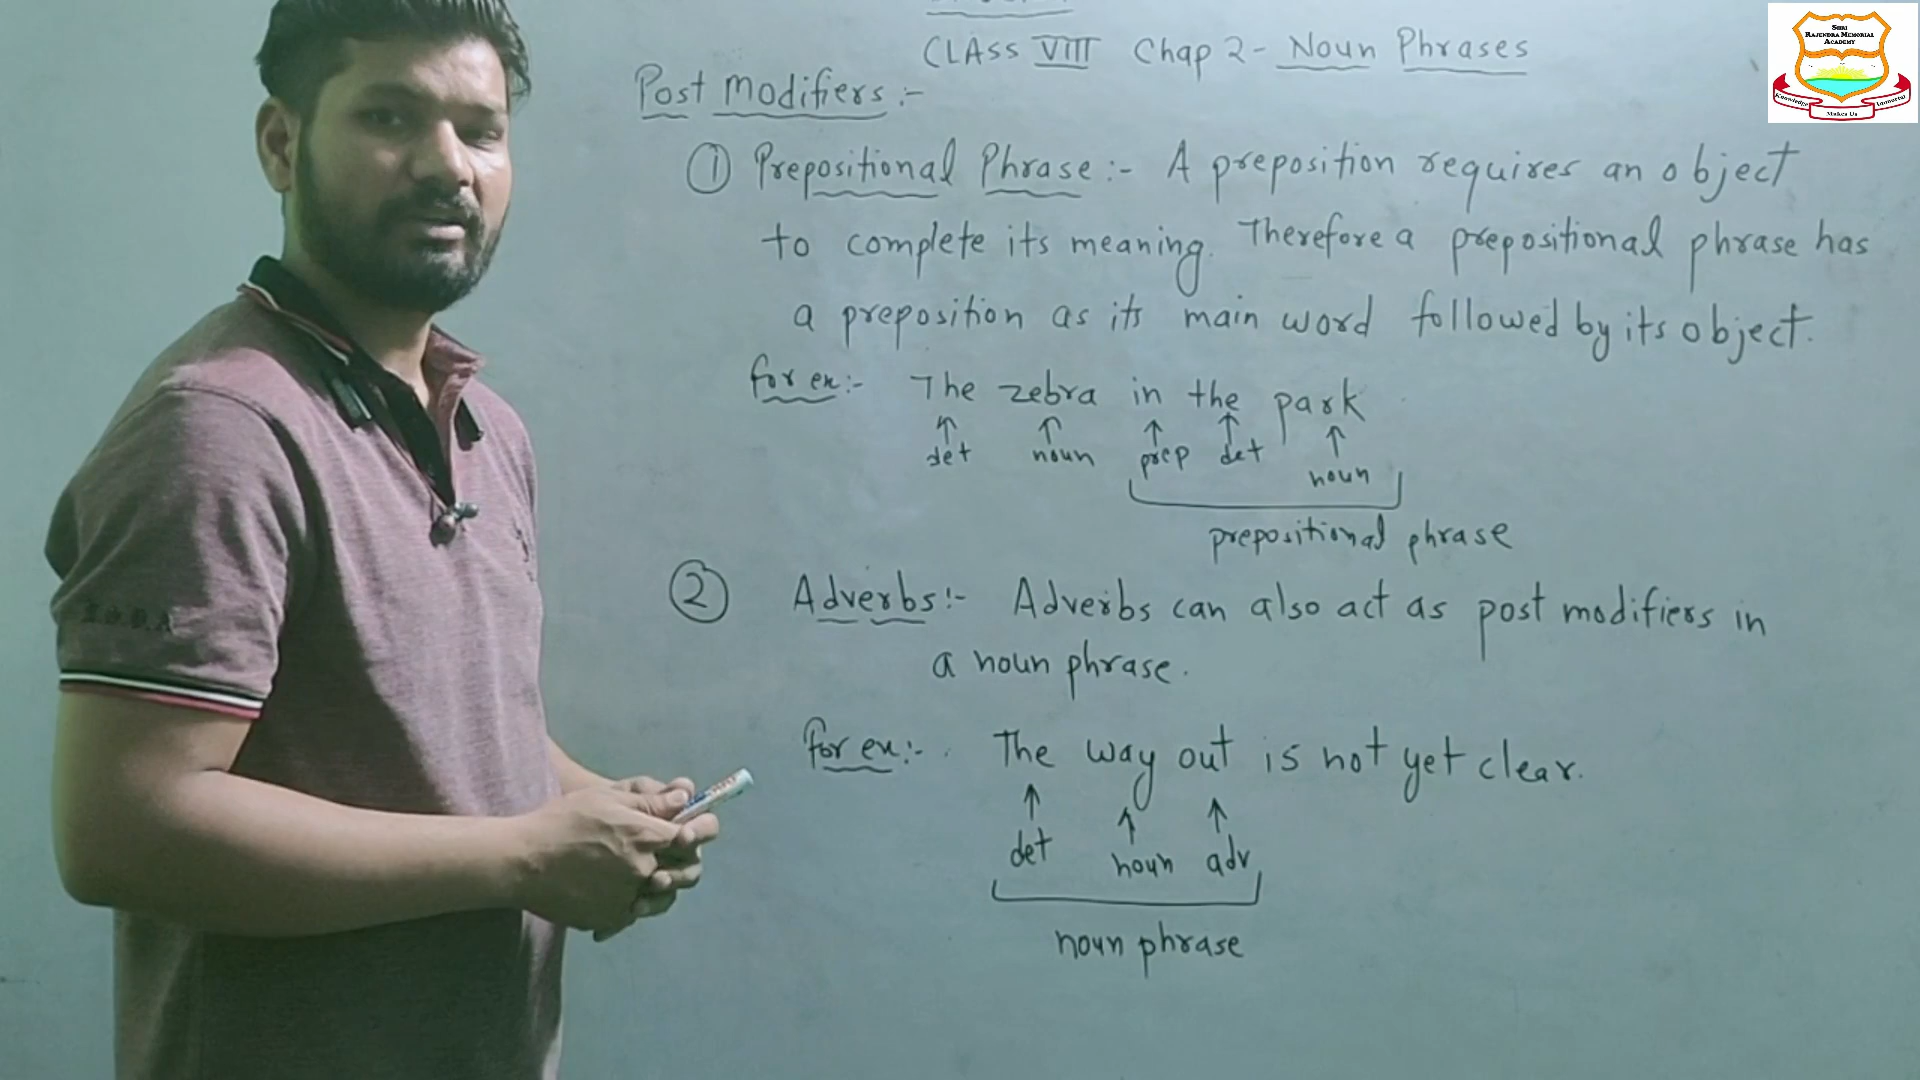 CLASS VIII Chap 2- Noun Phrases
Post Modifiers :-
① Prepositional Phrase :- A preposition requires an object
to complete its meaning. Therefore a prepositional phrase has
a preposition as its main word followed by its object.
for ex:- The zebra in the park
det noun prep det noun
prepositional phrase
② Adverbs:- Adverbs can also act as post modifiers in
a noun phrase.
for ex:- The way out is not yet clear.
det noun adv
noun phrase
SHRI
RAJENDRA MEMORIAL
ACADEMY
Knowledge Makes Us Immortal